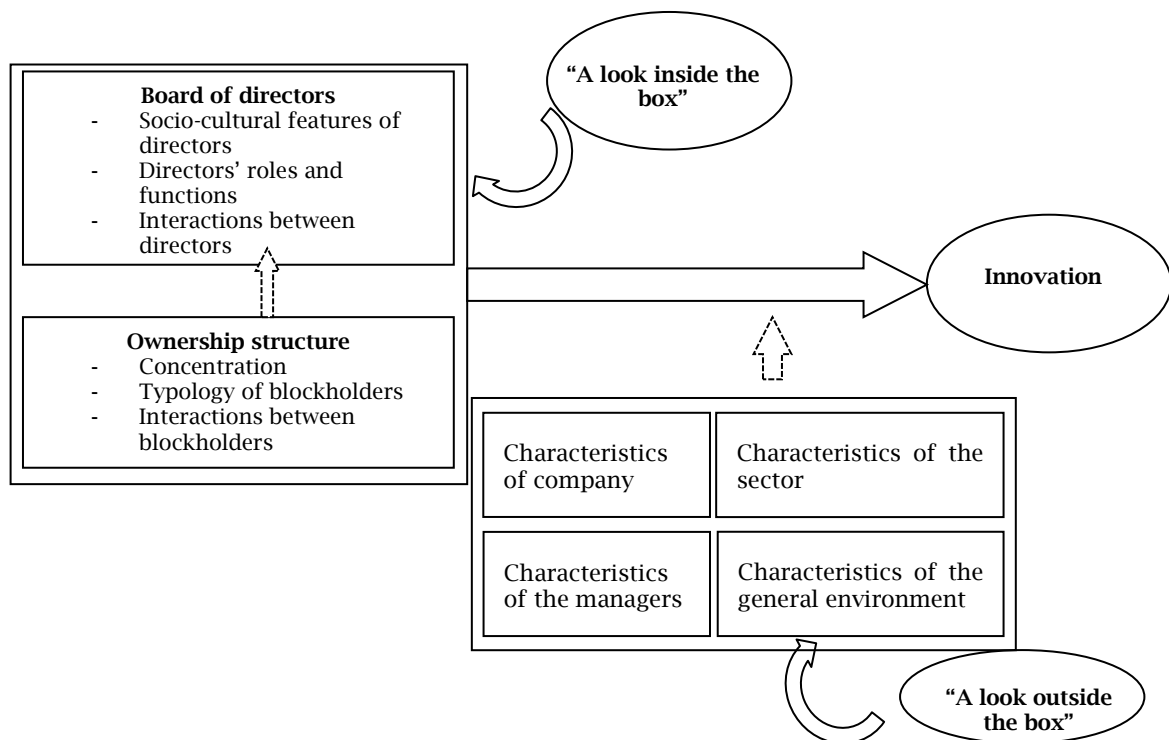 “A look inside the
box”
Board of directors
- Socio-cultural features of
directors
- Directors’ roles and
functions
- Interactions between
directors
Innovation
Ownership structure
- Concentration
- Typology of blockholders
- Interactions between
blockholders
Characteristics
of company
Characteristics of the
sector
Characteristics
of the managers
Characteristics of the
general environment
“A look outside
the box”